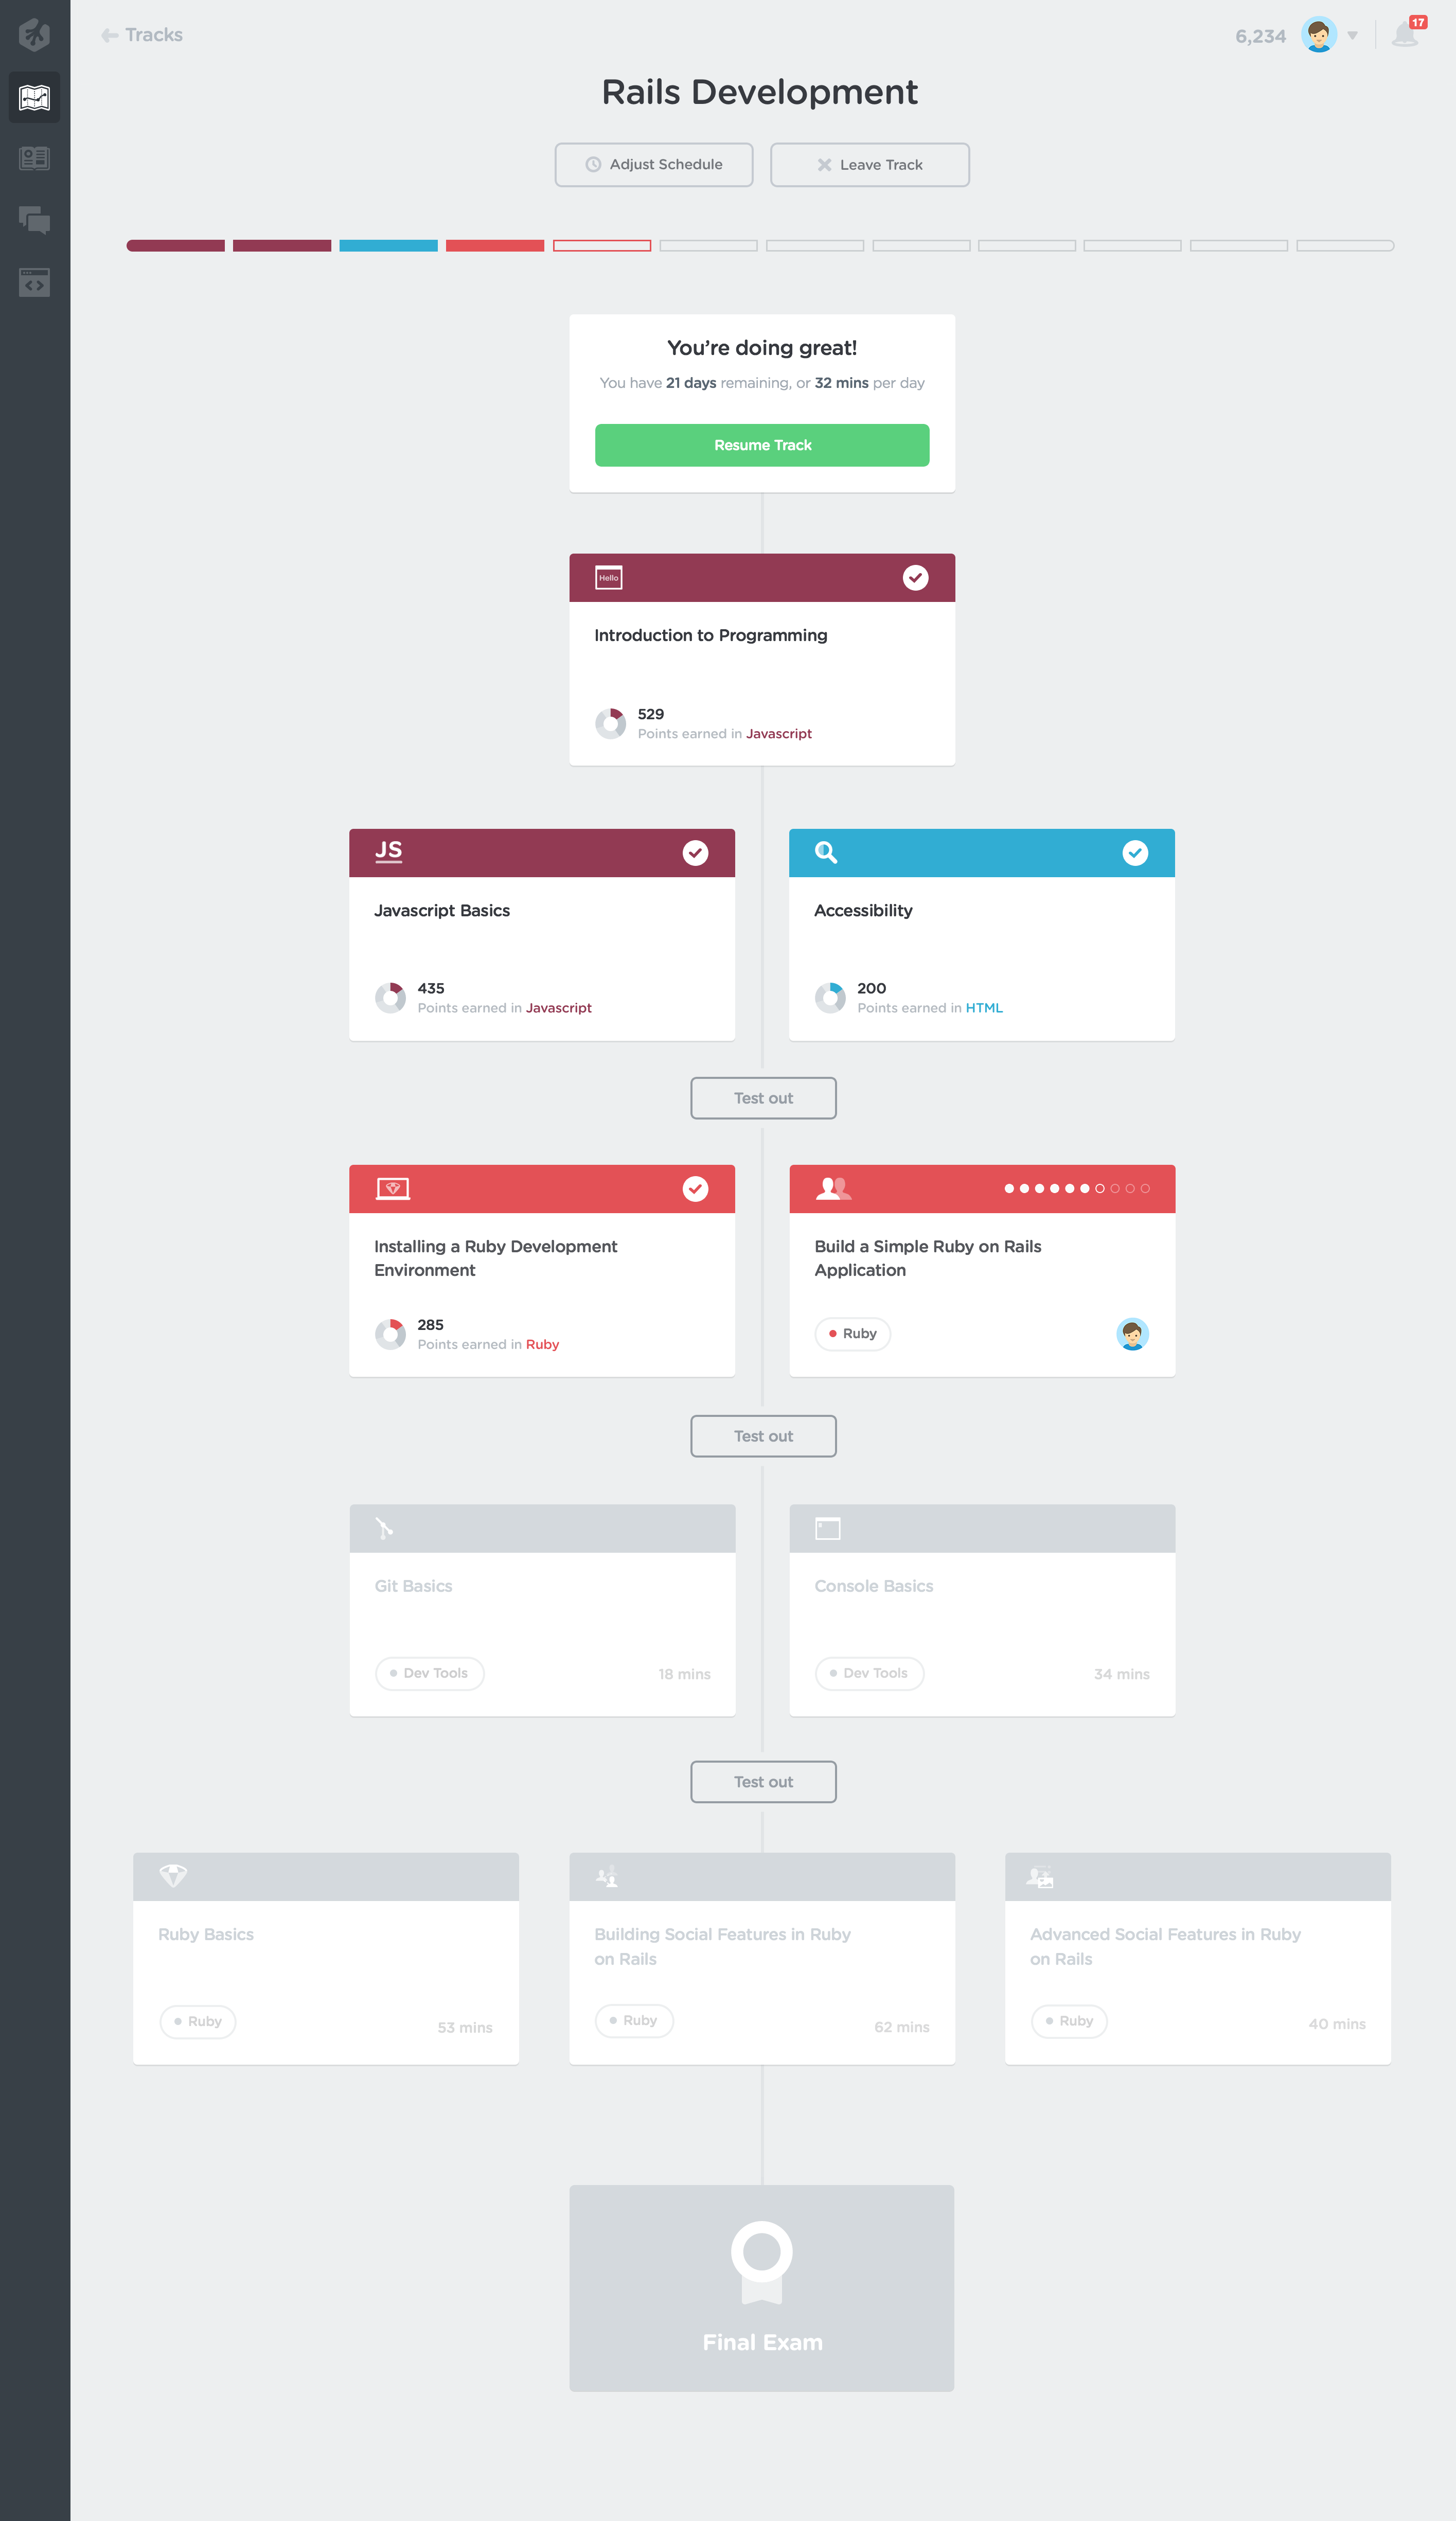 Tracks
6,234
17
Rails Development
Adjust Schedule
Leave Track
You’re doing great!
You have 21 days remaining, or 32 mins per day
Resume Track
Hello
Introduction to Programming
529
Points earned in Javascript
JS
Javascript Basics
435
Points earned in Javascript
Accessibility
200
Points earned in HTML
Test out
Installing a Ruby Development
Environment
285
Points earned in Ruby
Build a Simple Ruby on Rails
Application
Ruby
Test out
Git Basics
Dev Tools
18 mins
Console Basics
Dev Tools
34 mins
Test out
Ruby Basics
Ruby
53 mins
Building Social Features in Ruby
on Rails
Ruby
62 mins
Advanced Social Features in Ruby
on Rails
Ruby
40 mins
Final Exam